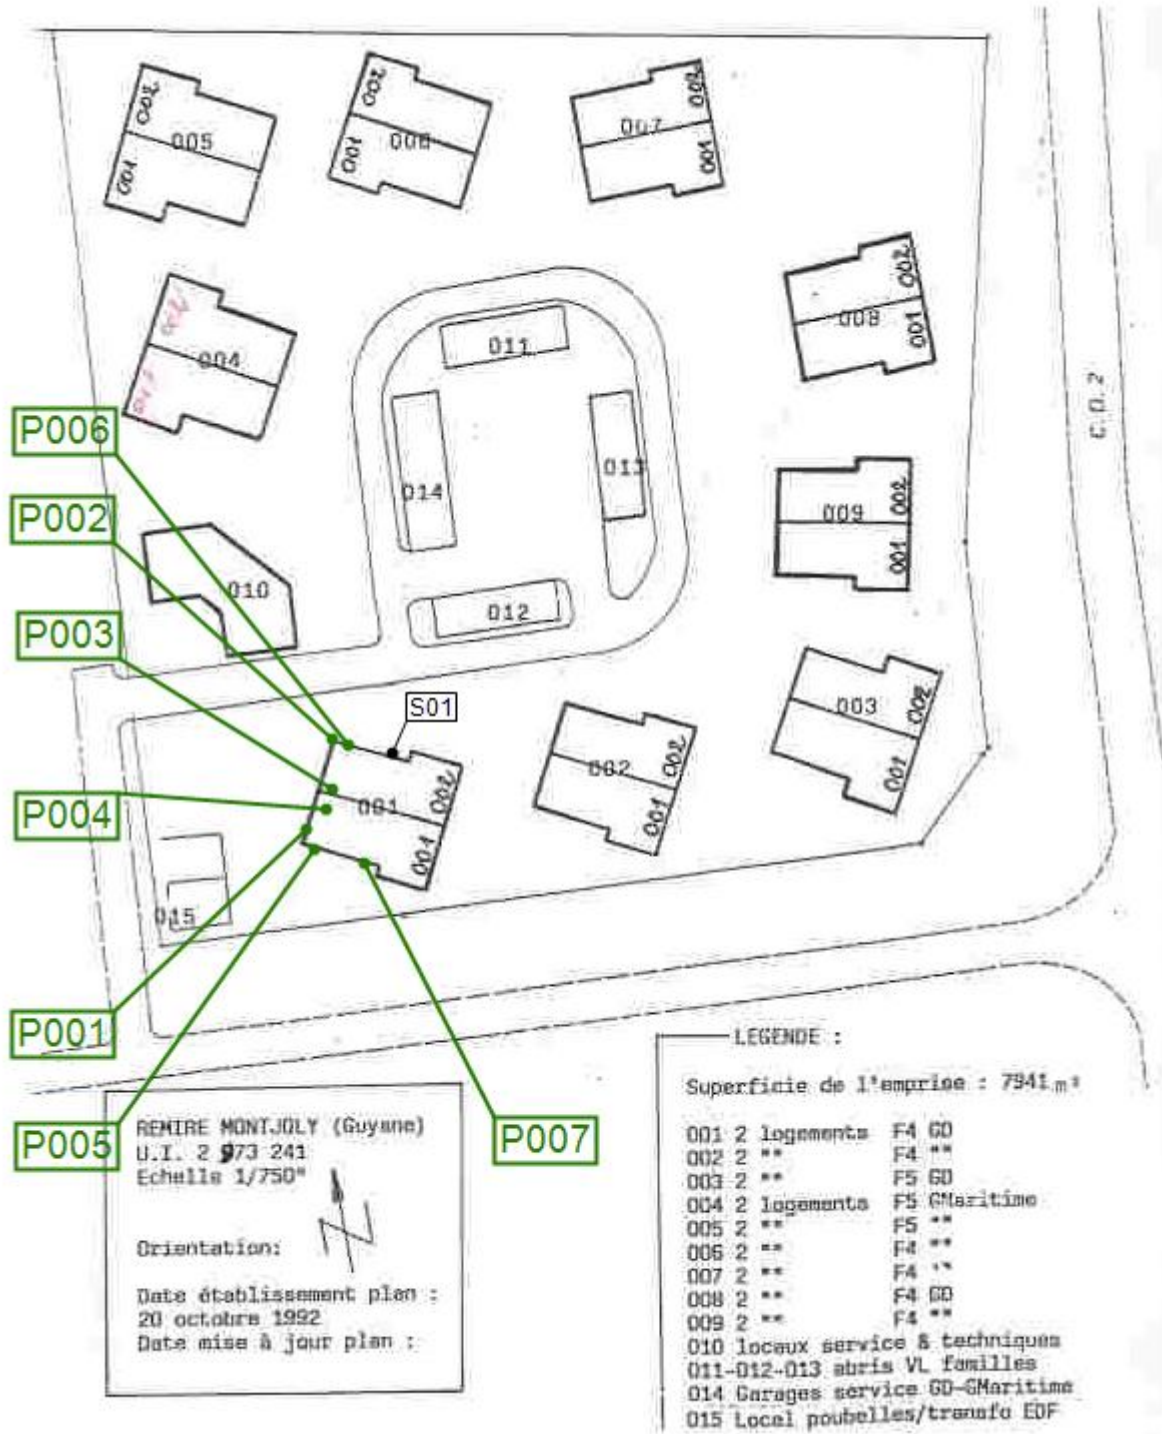 002
005
001
200
006
001
002
007
001
002
008
001
002
004
011
C.D.2
P006
013
014
002
009
001
P002
010
012
P003
S01
003
002
001
002
002
001
P004
001
002
001
015
P001
P005
P007
REMIRE MONTJOLY (Guyane)
U.I. 2 973 241
Echelle 1/750"
Orientation:
Date établissement plan :
20 octobre 1992
Date mise à jour plan :
LEGENDE :
Superficie de l'emprise : 7941 m²
001 2 logements F4 GD
002 2 "" F4 ""
003 2 "" F5 GD
004 2 logements F5 GMaritime
005 2 "" F5 ""
006 2 "" F4 ""
007 2 "" F4 ""
008 2 "" F4 GD
009 2 "" F4 ""
010 locaux service & techniques
011-012-013 abris VL familles
014 Garages service GD-GMaritime
015 Local poubelles/transfo EDF